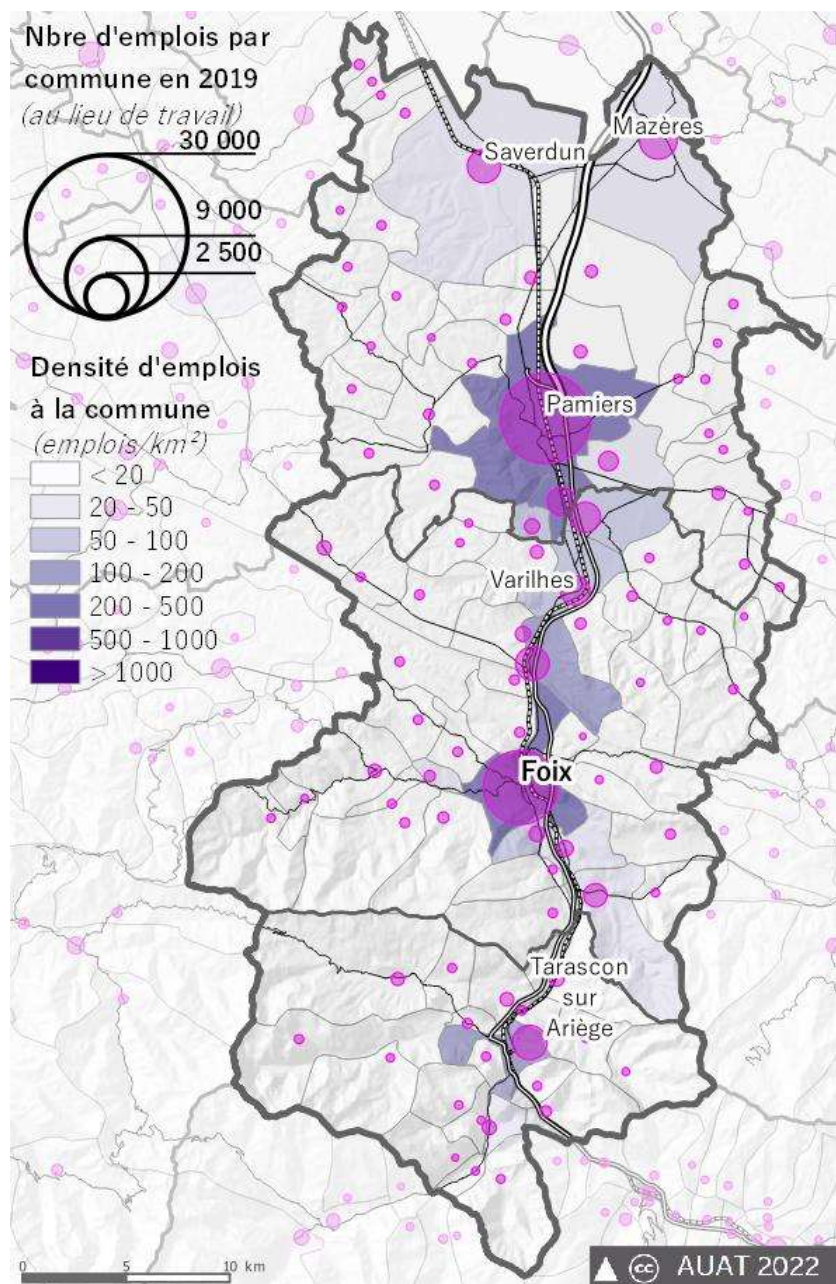 Nbre d'emplois par
commune en 2019
(au lieu de travail)
30 000
9 000
2 500
Densité d'emplois
à la commune
(emplois/km²)
< 20
20 - 50
50 - 100
100 - 200
200 - 500
500 - 1000
> 1000
Mazères
Saverdun
Pamiers
Varilhes
Foix
Tarascon
sur
Ariège
0 5 10 km
cc AUAT 2022